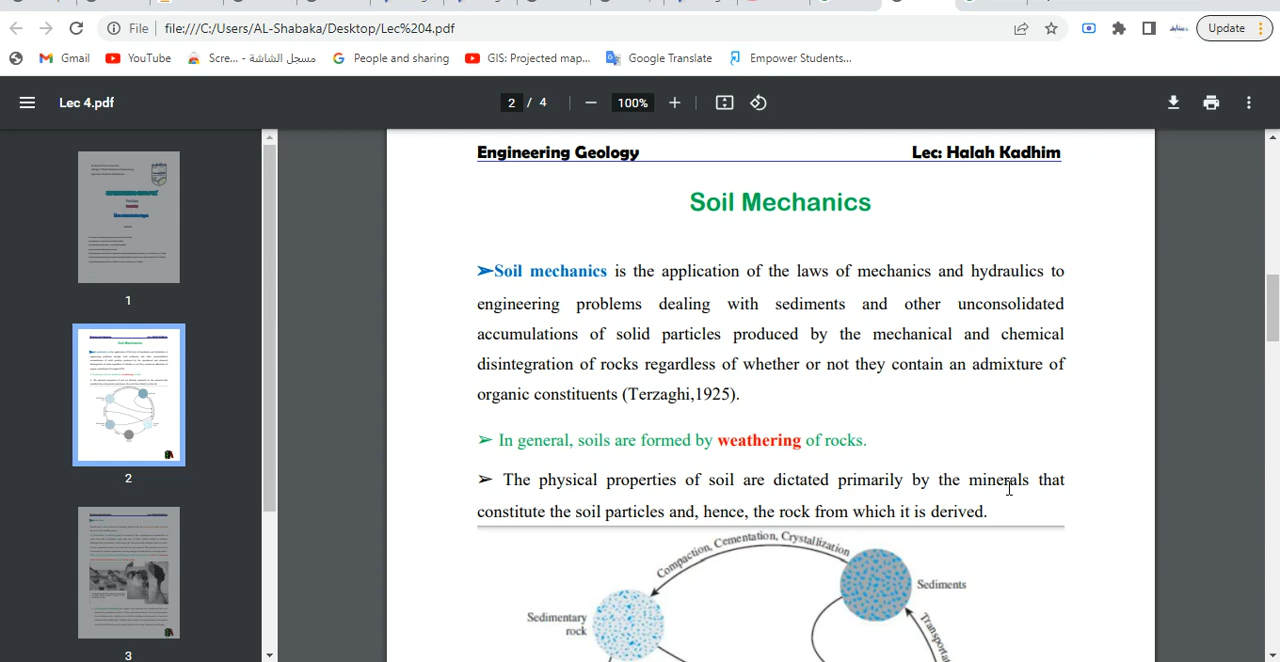 File file:///C:/Users/AL-Shabaka/Desktop/Lec%204.pdf
Update
Gmail YouTube Scre... - مسجل الشاشة People and sharing GIS: Projected map... Google Translate Empower Students...
Lec 4.pdf
2 / 4
100%
Engineering Geology Lec: Halah Kadhim
Soil Mechanics
➢Soil mechanics is the application of the laws of mechanics and hydraulics to
engineering problems dealing with sediments and other unconsolidated
accumulations of solid particles produced by the mechanical and chemical
disintegration of rocks regardless of whether or not they contain an admixture of
organic constituents (Terzaghi,1925).
➢ In general, soils are formed by weathering of rocks.
➢ The physical properties of soil are dictated primarily by the minerals that
constitute the soil particles and, hence, the rock from which it is derived.
Compaction, Cementation, Crystallization
Sediments
Sedimentary
rock
1
2
3